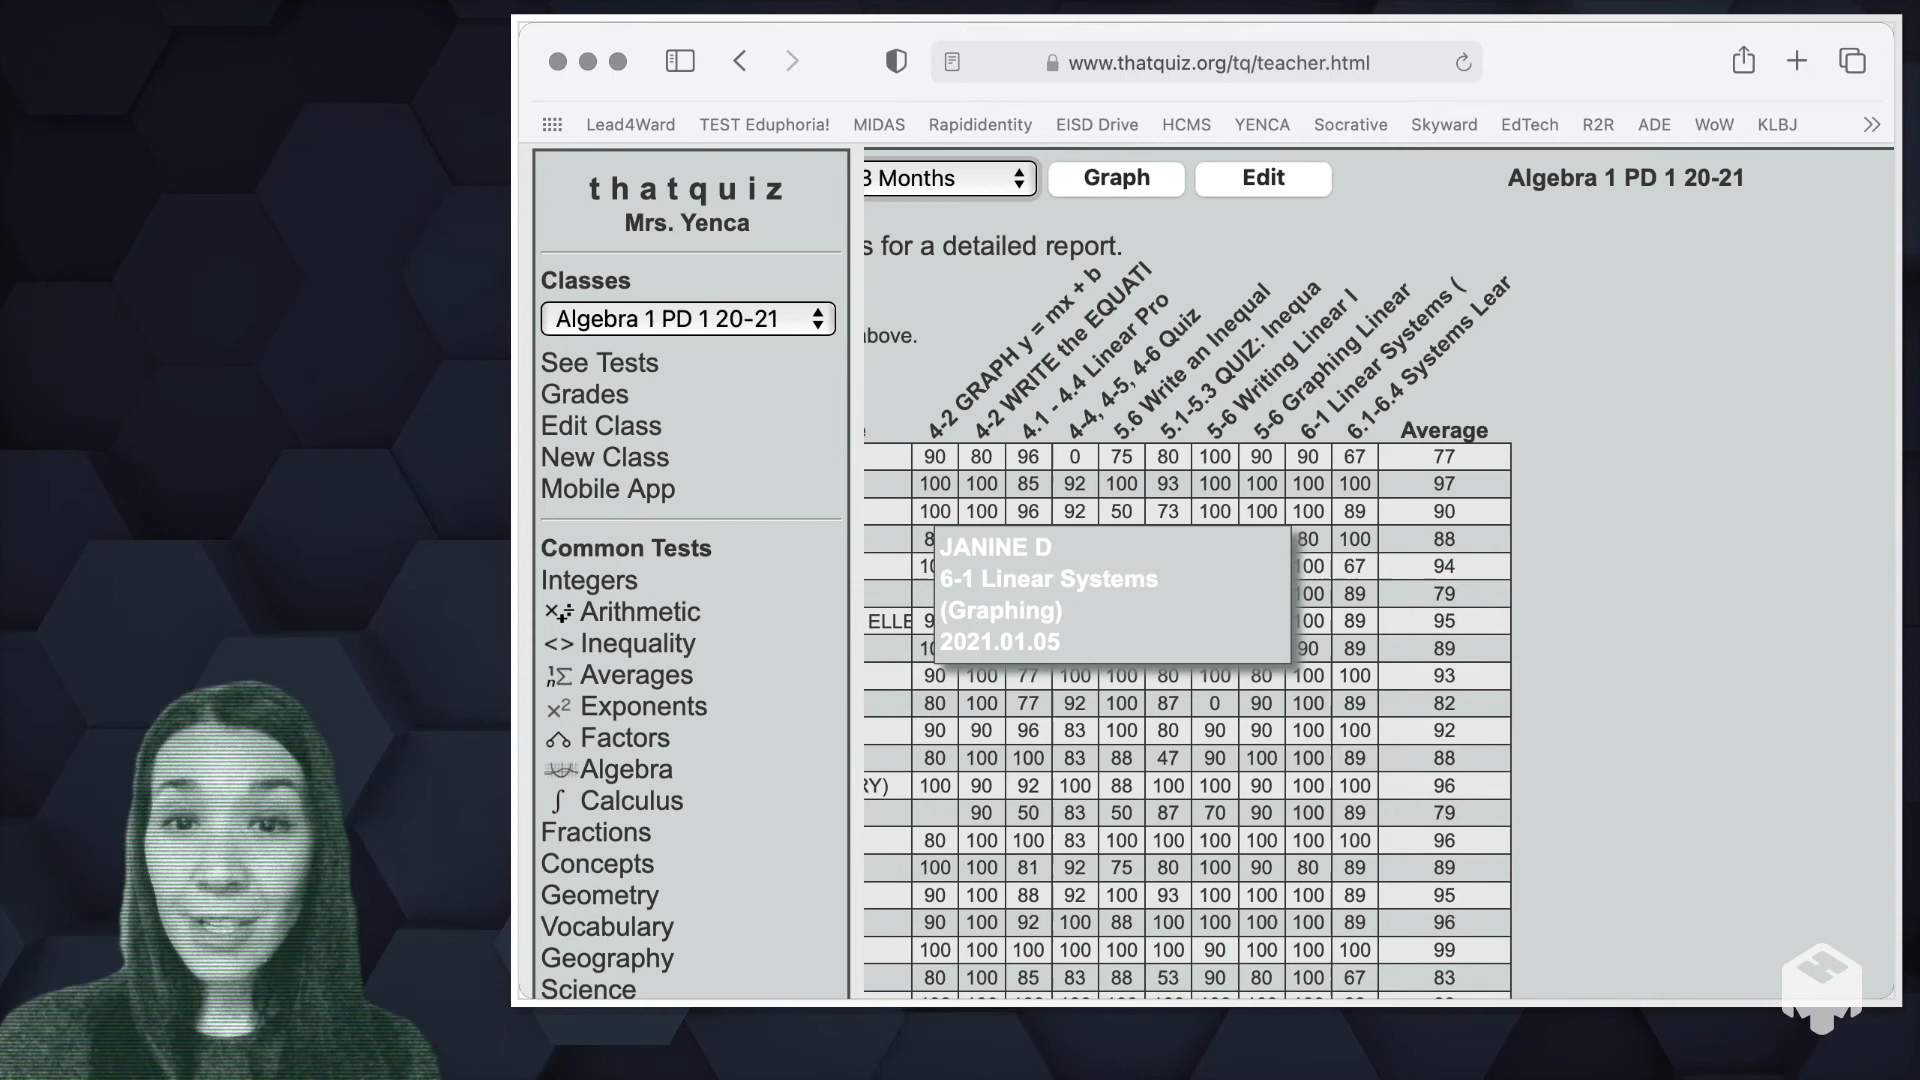 www.thatquiz.org/tq/teacher.html
Lead4Ward TEST Eduphoria! MIDAS Rapididentity EISD Drive HCMS YENCA Socrative Skyward EdTech R2R ADE WoW KLBJ
thatquiz
Mrs. Yenca
Classes
Algebra 1 PD 1 20-21
See Tests
Grades
Edit Class
New Class
Mobile App
Common Tests
Integers
Arithmetic
<> Inequality
Averages
x² Exponents
Factors
Algebra
∫ Calculus
Fractions
Concepts
Geometry
Vocabulary
Geography
Science
3 Months Graph Edit Algebra 1 PD 1 20-21
s for a detailed report.
above.
4-2 GRAPH y = mx + b
4-2 WRITE the EQUATI
4.1 - 4.4 Linear Pro
4-4, 4-5, 4-6 Quiz
5.6 Write an Inequal
5.1-5.3 QUIZ: Inequa
5-6 Writing Linear I
5-6 Graphing Linear
6-1 Linear Systems (
6.1-6.4 Systems Lear
Average
90 80 96 0 75 80 100 90 90 67 77
100 100 85 92 100 93 100 100 100 100 97
100 100 96 92 50 73 100 100 100 89 90
8 80 100 88
10 100 67 94
100 89 79
ELLE 9 100 89 95
10 90 89 89
JANINE D
6-1 Linear Systems
(Graphing)
2021.01.05
90 100 77 100 100 80 100 80 100 100 93
80 100 77 92 100 87 0 90 100 89 82
90 90 96 83 100 80 90 90 100 100 92
80 100 100 83 88 47 90 100 100 89 88
RY) 100 90 92 100 88 100 100 90 100 100 96
90 50 83 50 87 70 90 100 89 79
80 100 100 83 100 100 100 100 100 100 96
100 100 81 92 75 80 100 90 80 89 89
90 100 88 92 100 93 100 100 100 89 95
90 100 92 100 88 100 100 100 100 89 96
100 100 100 100 100 100 90 100 100 100 99
80 100 85 83 88 53 90 80 100 67 83